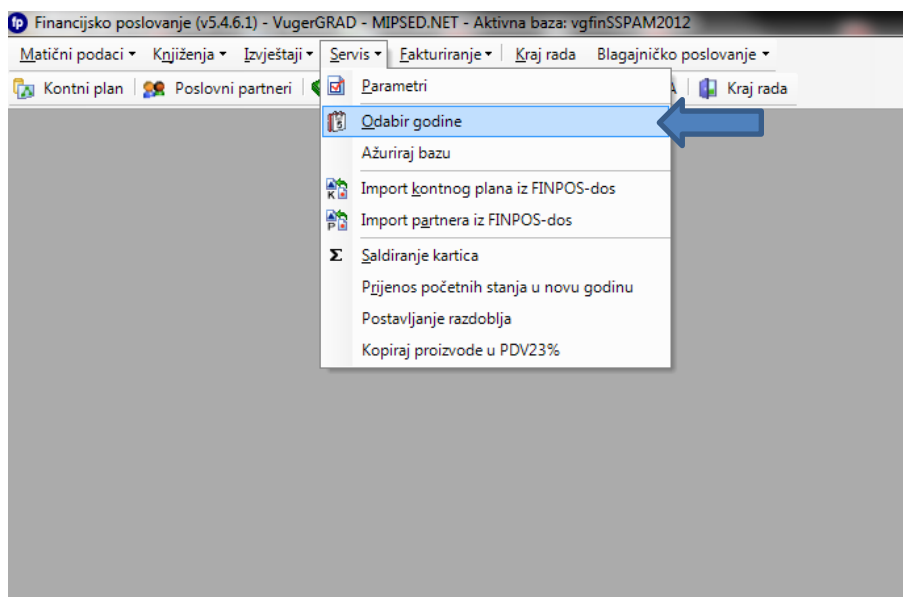 fp Financijsko poslovanje (v5.4.6.1) - VugerGRAD - MIPSED.NET - Aktivna baza: vgfinSSPAM2012
Matični podaci Knjiženja Izvještaji Servis Fakturiranje Kraj rada Blagajničko poslovanje
Kontni plan Poslovni partneri Kraj rada
Parametri
Odabir godine
Ažuriraj bazu
Import kontnog plana iz FINPOS-dos
Import partnera iz FINPOS-dos
Σ Saldiranje kartica
Prijenos početnih stanja u novu godinu
Postavljanje razdoblja
Kopiraj proizvode u PDV23%